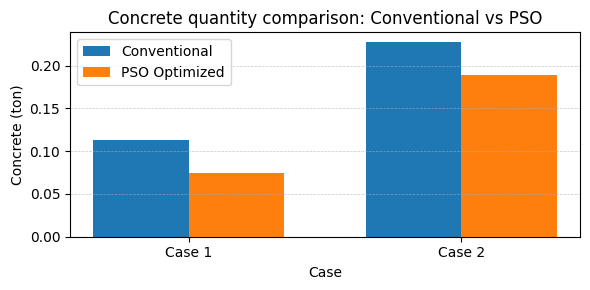 Concrete quantity comparison: Conventional vs PSO
Conventional
PSO Optimized
Concrete (ton)
0.20
0.15
0.10
0.05
0.00
Case 1
Case 2
Case